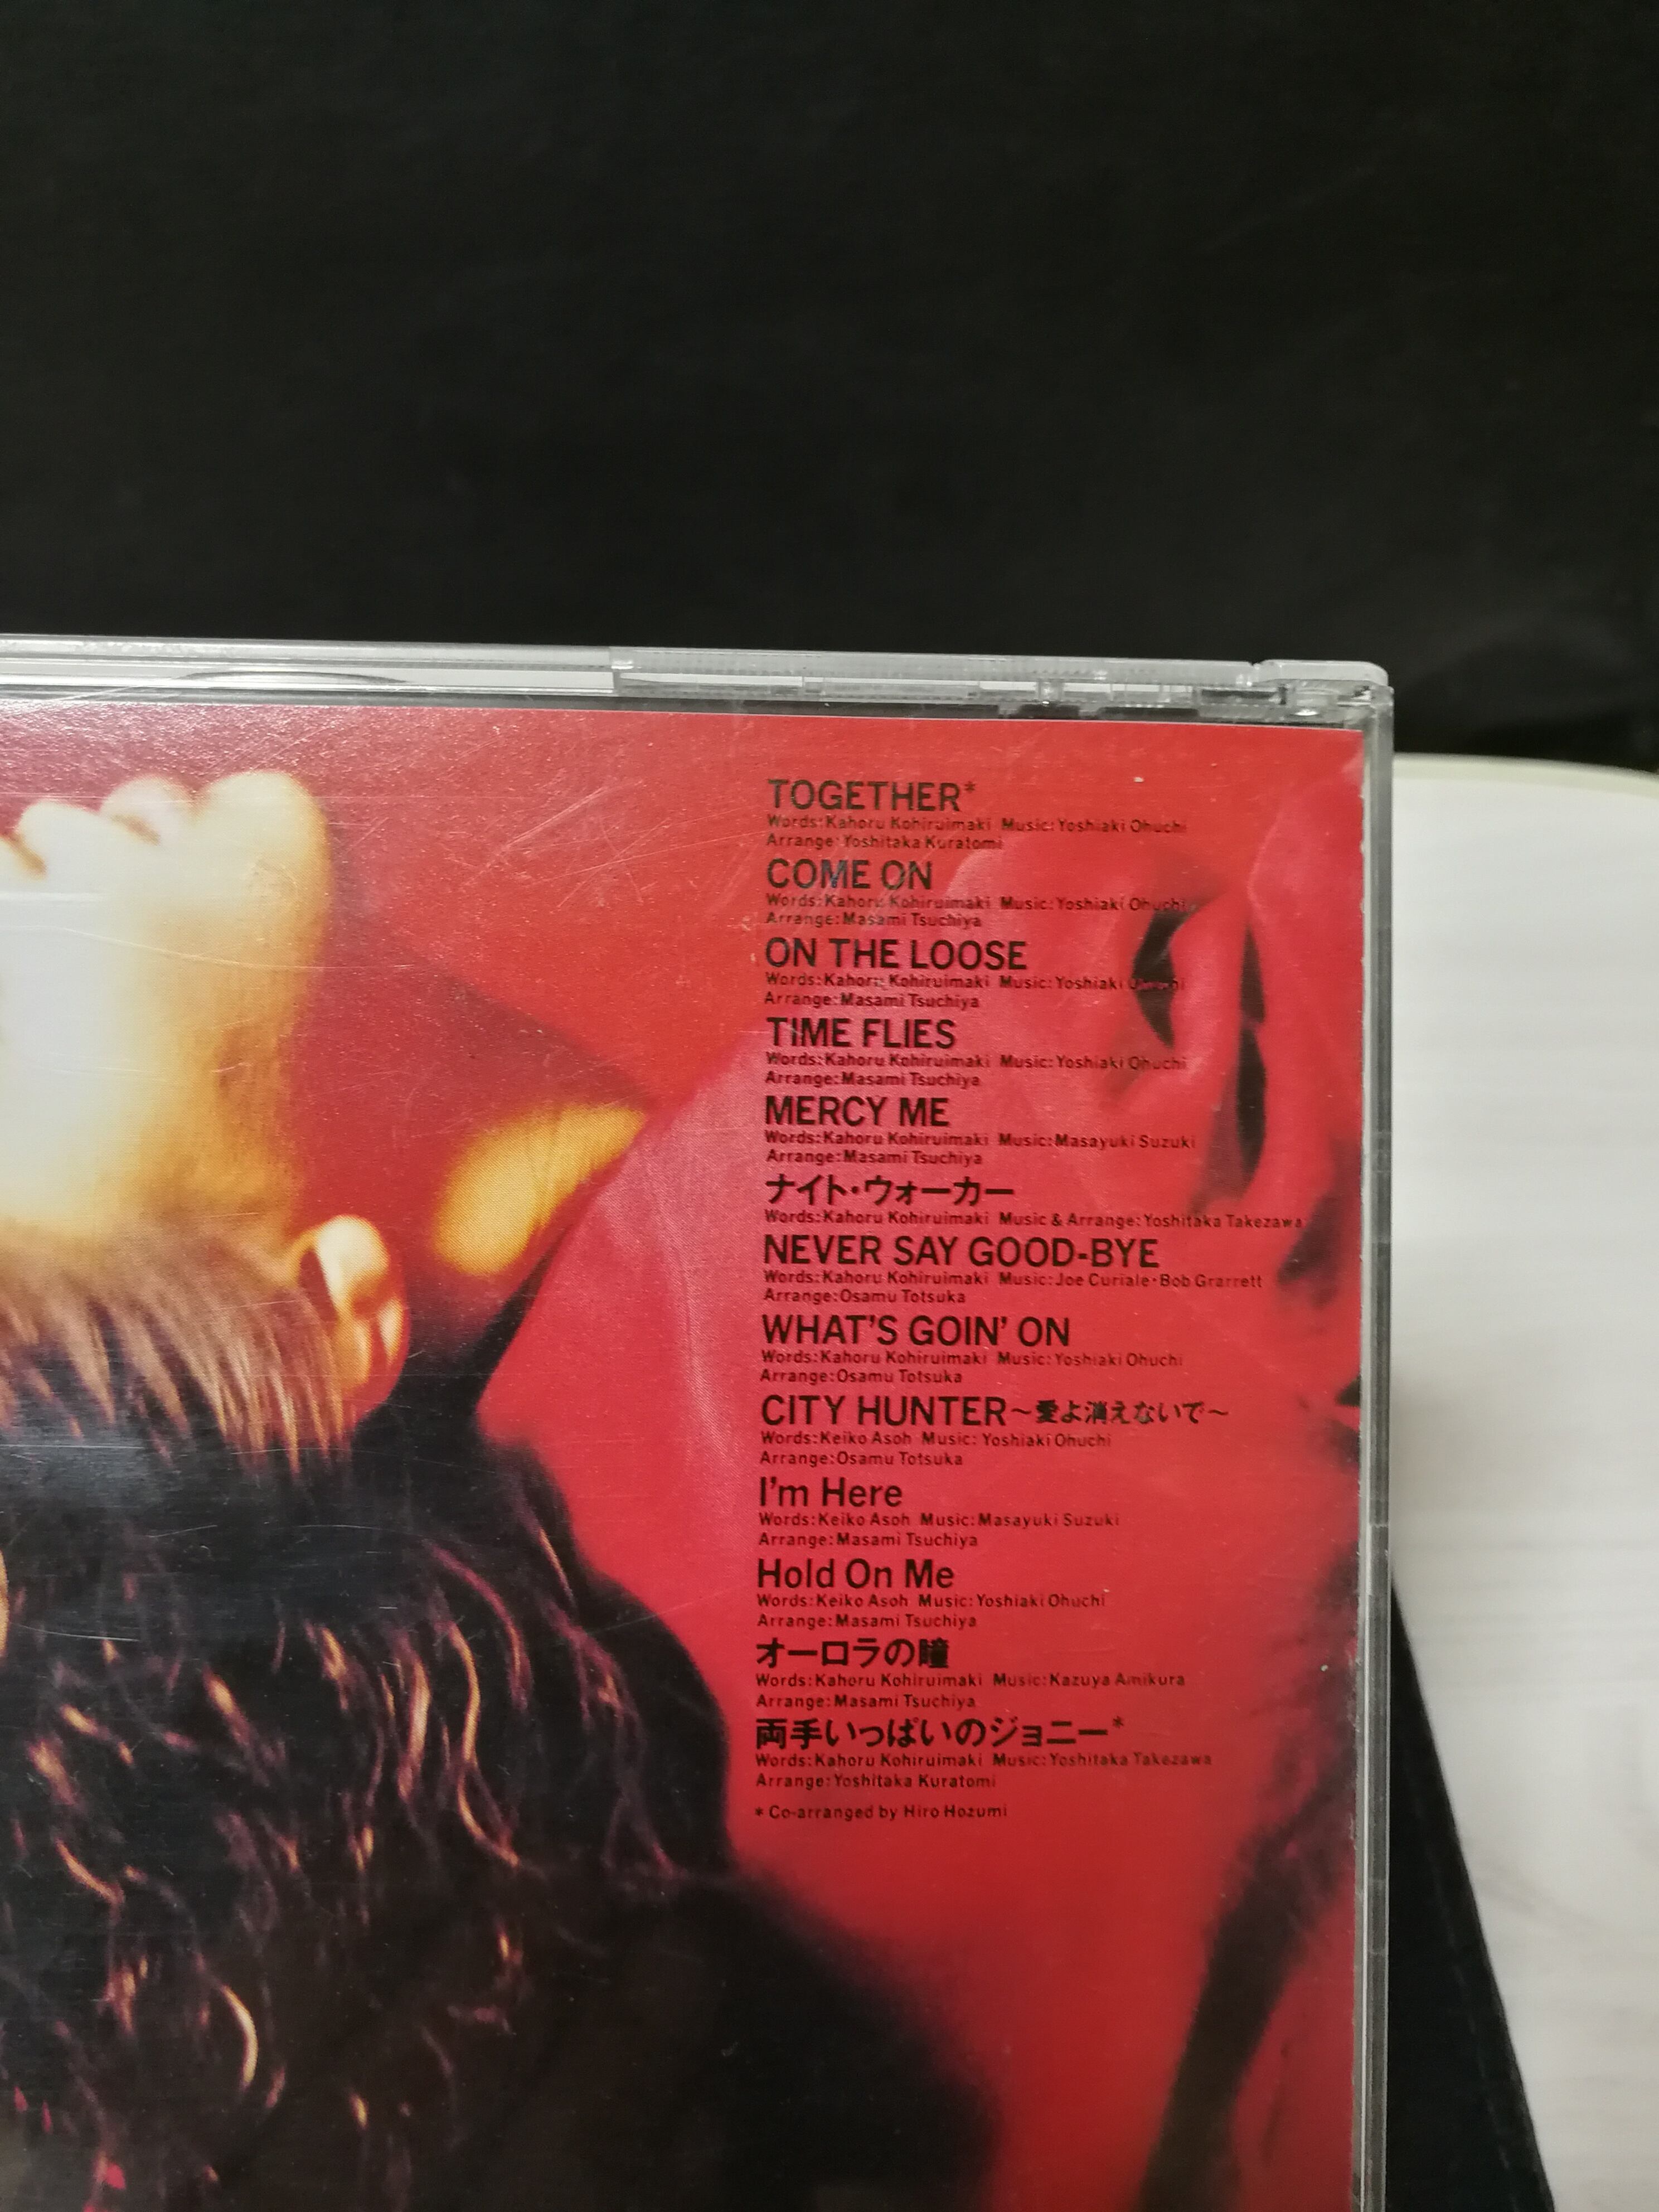 TOGETHER*
Words:Kahoru Kohiruimaki Music:Yoshiaki Ohuchi
Arrange:Yoshitaka Kuratomi
COME ON
Words:Kahoru Kohiruimaki Music:Yoshiaki Ohuchi
Arrange:Masami Tsuchiya
ON THE LOOSE
Words:Kahoru Kohiruimaki Music:Yoshiaki Ohuchi
Arrange:Masami Tsuchiya
TIME FLIES
Words:Kahoru Kohiruimaki Music:Yoshiaki Ohuchi
Arrange:Masami Tsuchiya
MERCY ME
Words:Kahoru Kohiruimaki Music:Masayuki Suzuki
Arrange:Masami Tsuchiya
ナイト・ウォーカー
Words:Kahoru Kohiruimaki Music & Arrange:Yoshitaka Takezawa
NEVER SAY GOOD-BYE
Words:Kahoru Kohiruimaki Music:Joe Curiale・Bob Grarrett
Arrange:Osamu Totsuka
WHAT'S GOIN' ON
Words:Kahoru Kohiruimaki Music:Yoshiaki Ohuchi
Arrange:Osamu Totsuka
CITY HUNTER～愛よ消えないで～
Words:Keiko Asoh Music:Yoshiaki Ohuchi
Arrange:Osamu Totsuka
I'm Here
Words:Keiko Asoh Music:Masayuki Suzuki
Arrange:Masami Tsuchiya
Hold On Me
Words:Keiko Asoh Music:Yoshiaki Ohuchi
Arrange:Masami Tsuchiya
オーロラの瞳
Words:Kahoru Kohiruimaki Music:Kazuya Amikura
Arrange:Masami Tsuchiya
両手いっぱいのジョニー*
Words:Kahoru Kohiruimaki Music:Yoshitaka Takezawa
Arrange:Yoshitaka Kuratomi
* Co-arranged by Hiro Hozumi